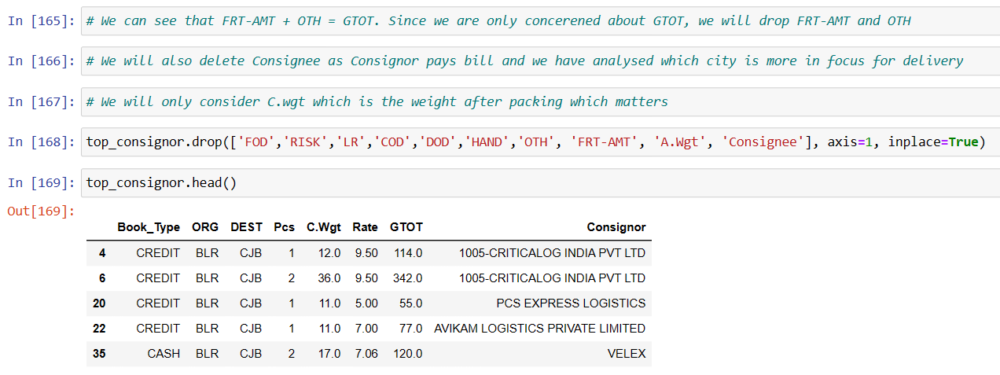 In [165]: # We can see that FRT-AMT + OTH = GTOT. Since we are only concerened about GTOT, we will drop FRT-AMT and OTH
In [166]: # We will also delete Consignee as Consignor pays bill and we have analysed which city is more in focus for delivery
In [167]: # We will only consider C.wgt which is the weight after packing which matters
In [168]: top_consignor.drop(['FOD','RISK','LR','COD','DOD','HAND','OTH', 'FRT-AMT', 'A.Wgt', 'Consignee'], axis=1, inplace=True)
In [169]: top_consignor.head()
Out[169]:
Book_Type ORG DEST Pcs C.Wgt Rate GTOT Consignor
4 CREDIT BLR CJB 1 12.0 9.50 114.0 1005-CRITICALOG INDIA PVT LTD
6 CREDIT BLR CJB 2 36.0 9.50 342.0 1005-CRITICALOG INDIA PVT LTD
20 CREDIT BLR CJB 1 11.0 5.00 55.0 PCS EXPRESS LOGISTICS
22 CREDIT BLR CJB 1 11.0 7.00 77.0 AVIKAM LOGISTICS PRIVATE LIMITED
35 CASH BLR CJB 2 17.0 7.06 120.0 VELEX